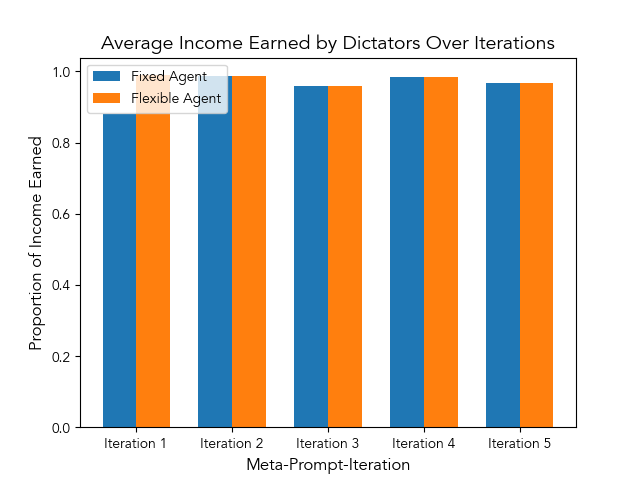 Average Income Earned by Dictators Over Iterations
Fixed Agent
Flexible Agent
1.0
0.8
0.6
0.4
0.2
0.0
Proportion of Income Earned
Iteration 1
Iteration 2
Iteration 3
Iteration 4
Iteration 5
Meta-Prompt-Iteration